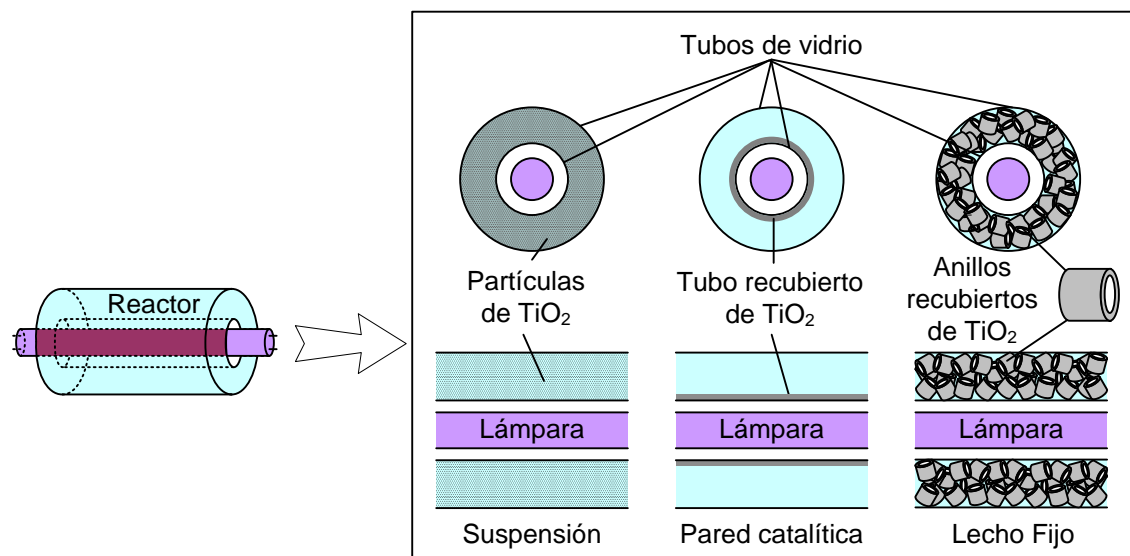 Tubos de vidrio
Reactor
Partículas
de TiO₂
Tubo recubierto
de TiO₂
Anillos
recubiertos
de TiO₂
Lámpara
Lámpara
Lámpara
Suspensión
Pared catalítica
Lecho Fijo